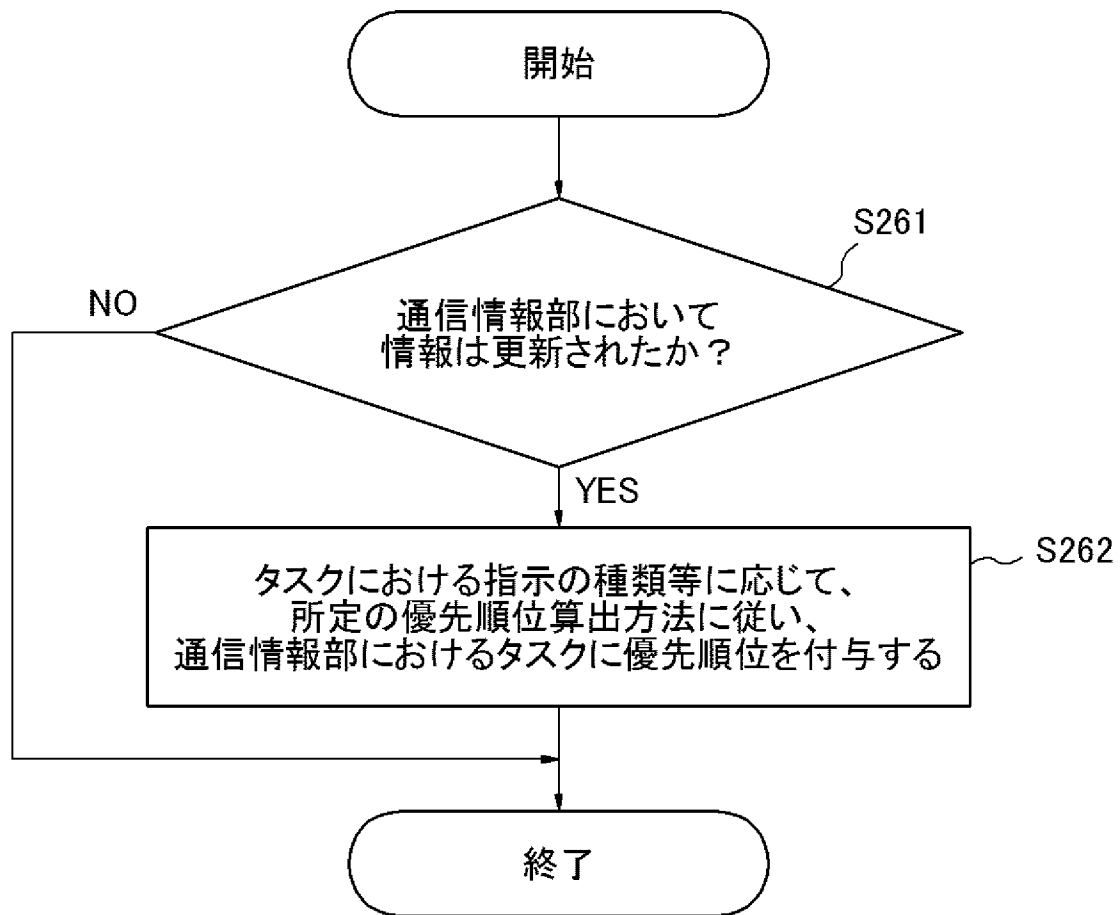 開始
S261
NO
通信情報部において
情報は更新されたか？
YES
S262
タスクにおける指示の種類等に応じて、
所定の優先順位算出方法に従い、
通信情報部におけるタスクに優先順位を付与する
終了